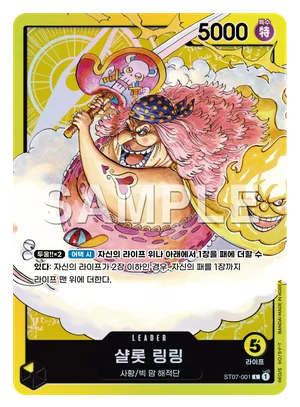 5000
특수
特
SAMPLE
두웅!!×2 어택 시 자신의 라이프 위나 아래에서 1장을 패에 더할 수
있다: 자신의 라이프가 2장 이하인 경우, 자신의 패를 1장까지
라이프 맨 위에 더한다.
LEADER
샬롯 링링
사황/빅 맘 해적단
5
라이프
ST07-001 L 1